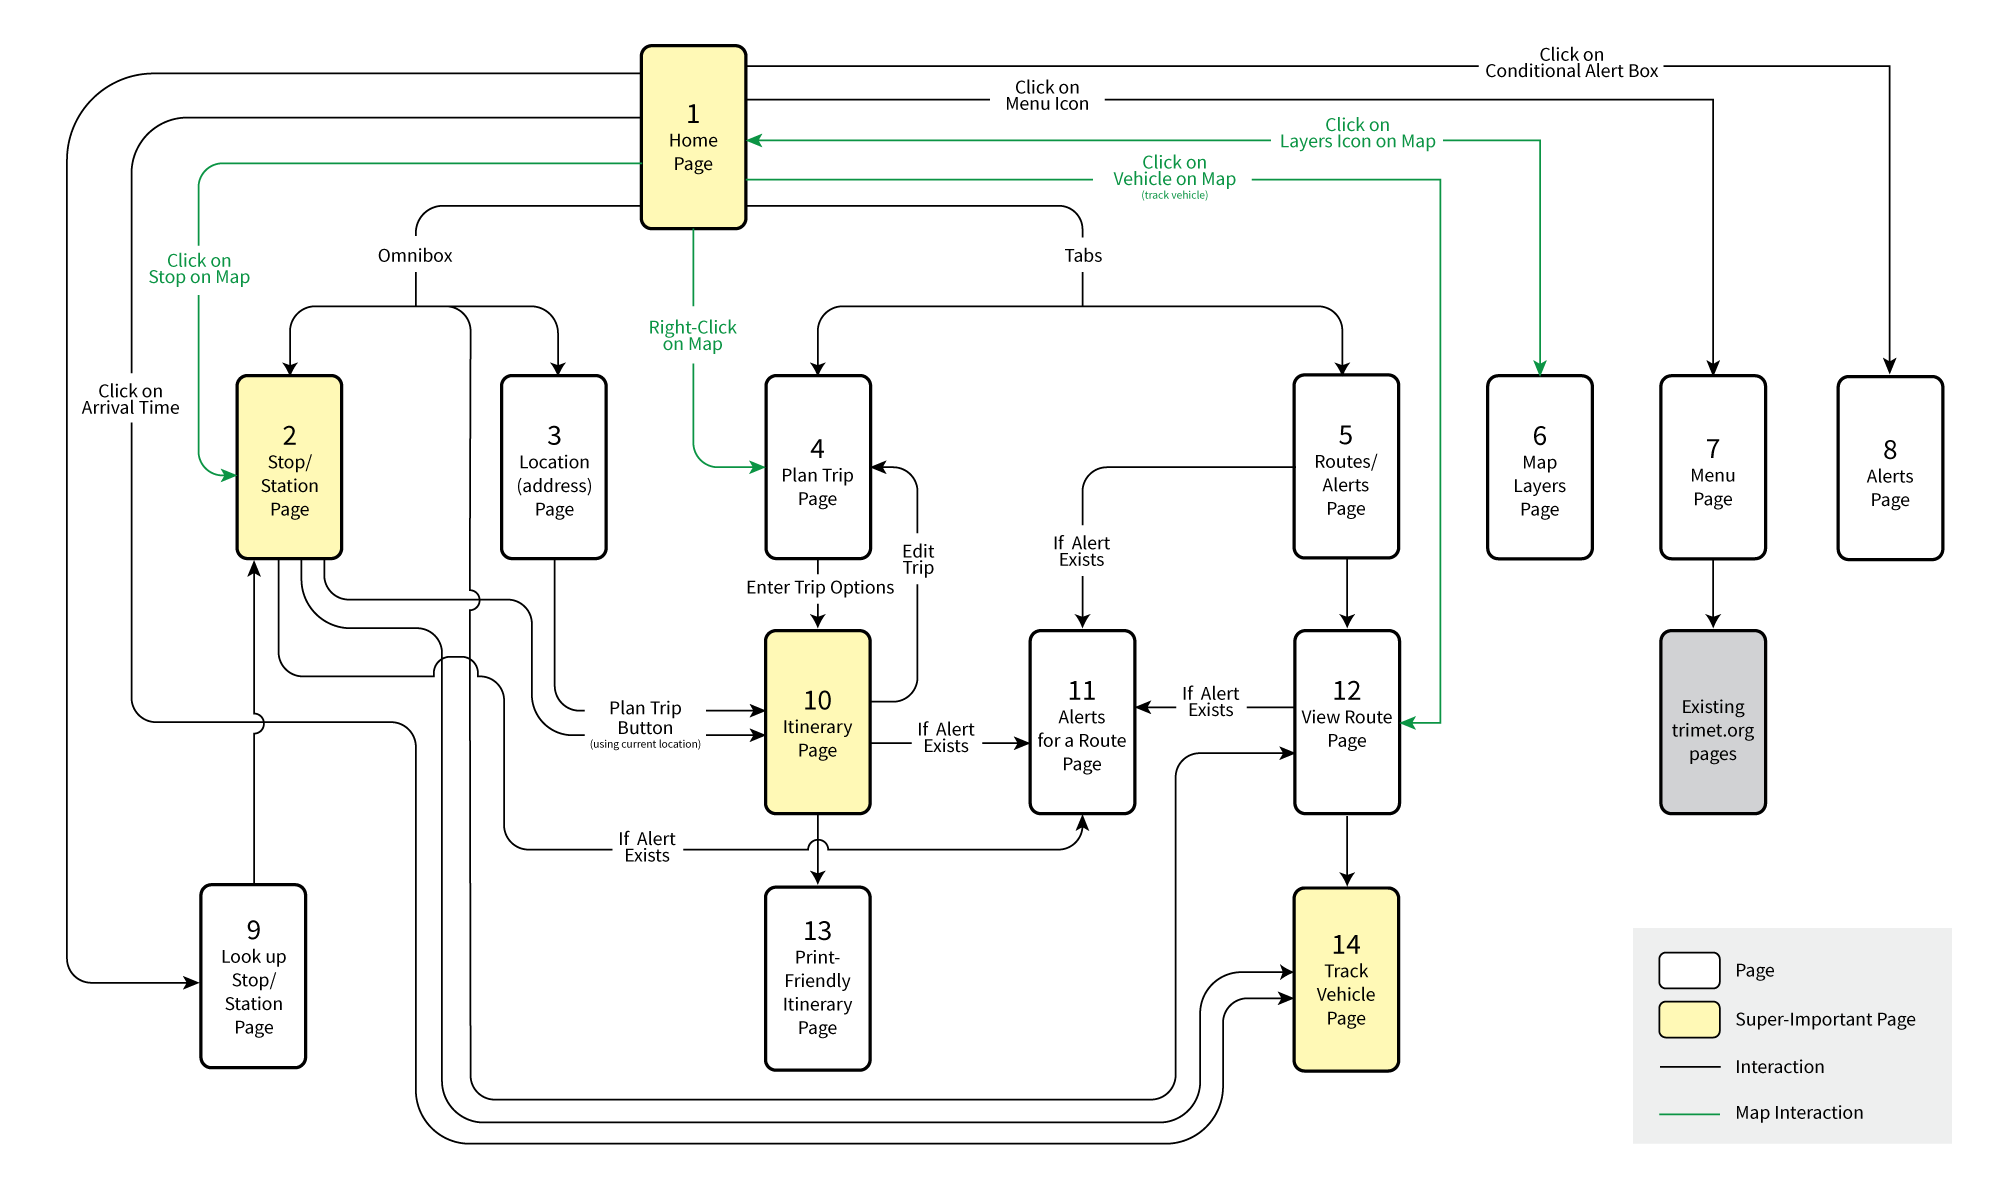 Click on
Conditional Alert Box
Click on
Menu Icon
Click on
Layers Icon on Map
Click on
Vehicle on Map
(track vehicle)
1
Home
Page
Omnibox
Tabs
Click on
Stop on Map
Right-Click
on Map
Click on
Arrival Time
2
Stop/
Station
Page
3
Location
(address)
Page
4
Plan Trip
Page
5
Routes/
Alerts
Page
6
Map
Layers
Page
7
Menu
Page
8
Alerts
Page
If Alert
Exists
Edit
Trip
Enter Trip Options
Plan Trip
Button
(using current location)
10
Itinerary
Page
If Alert
Exists
11
Alerts
for a Route
Page
If Alert
Exists
12
View Route
Page
Existing
trimet.org
pages
If Alert
Exists
9
Look up
Stop/
Station
Page
13
Print-
Friendly
Itinerary
Page
14
Track
Vehicle
Page
Page
Super-Important Page
Interaction
Map Interaction